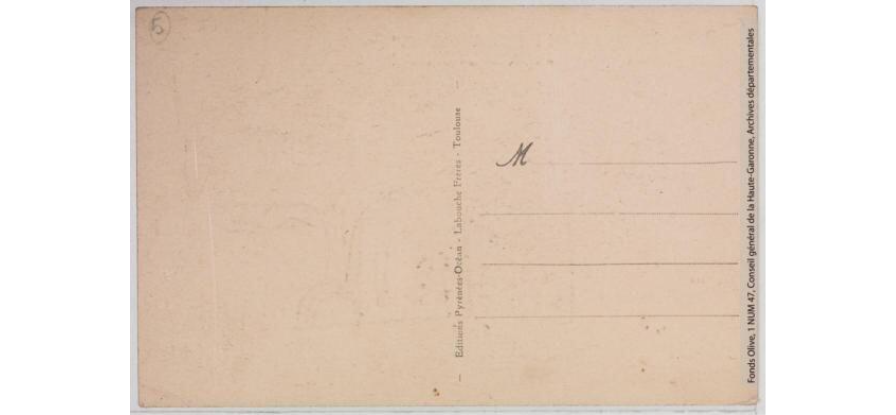 5
— Editions Pyrénées-Océan - Labouche Frères - Toulouse —
M
Fonds Olive, 1 NUM 47, Conseil général de la Haute-Garonne, Archives départementales